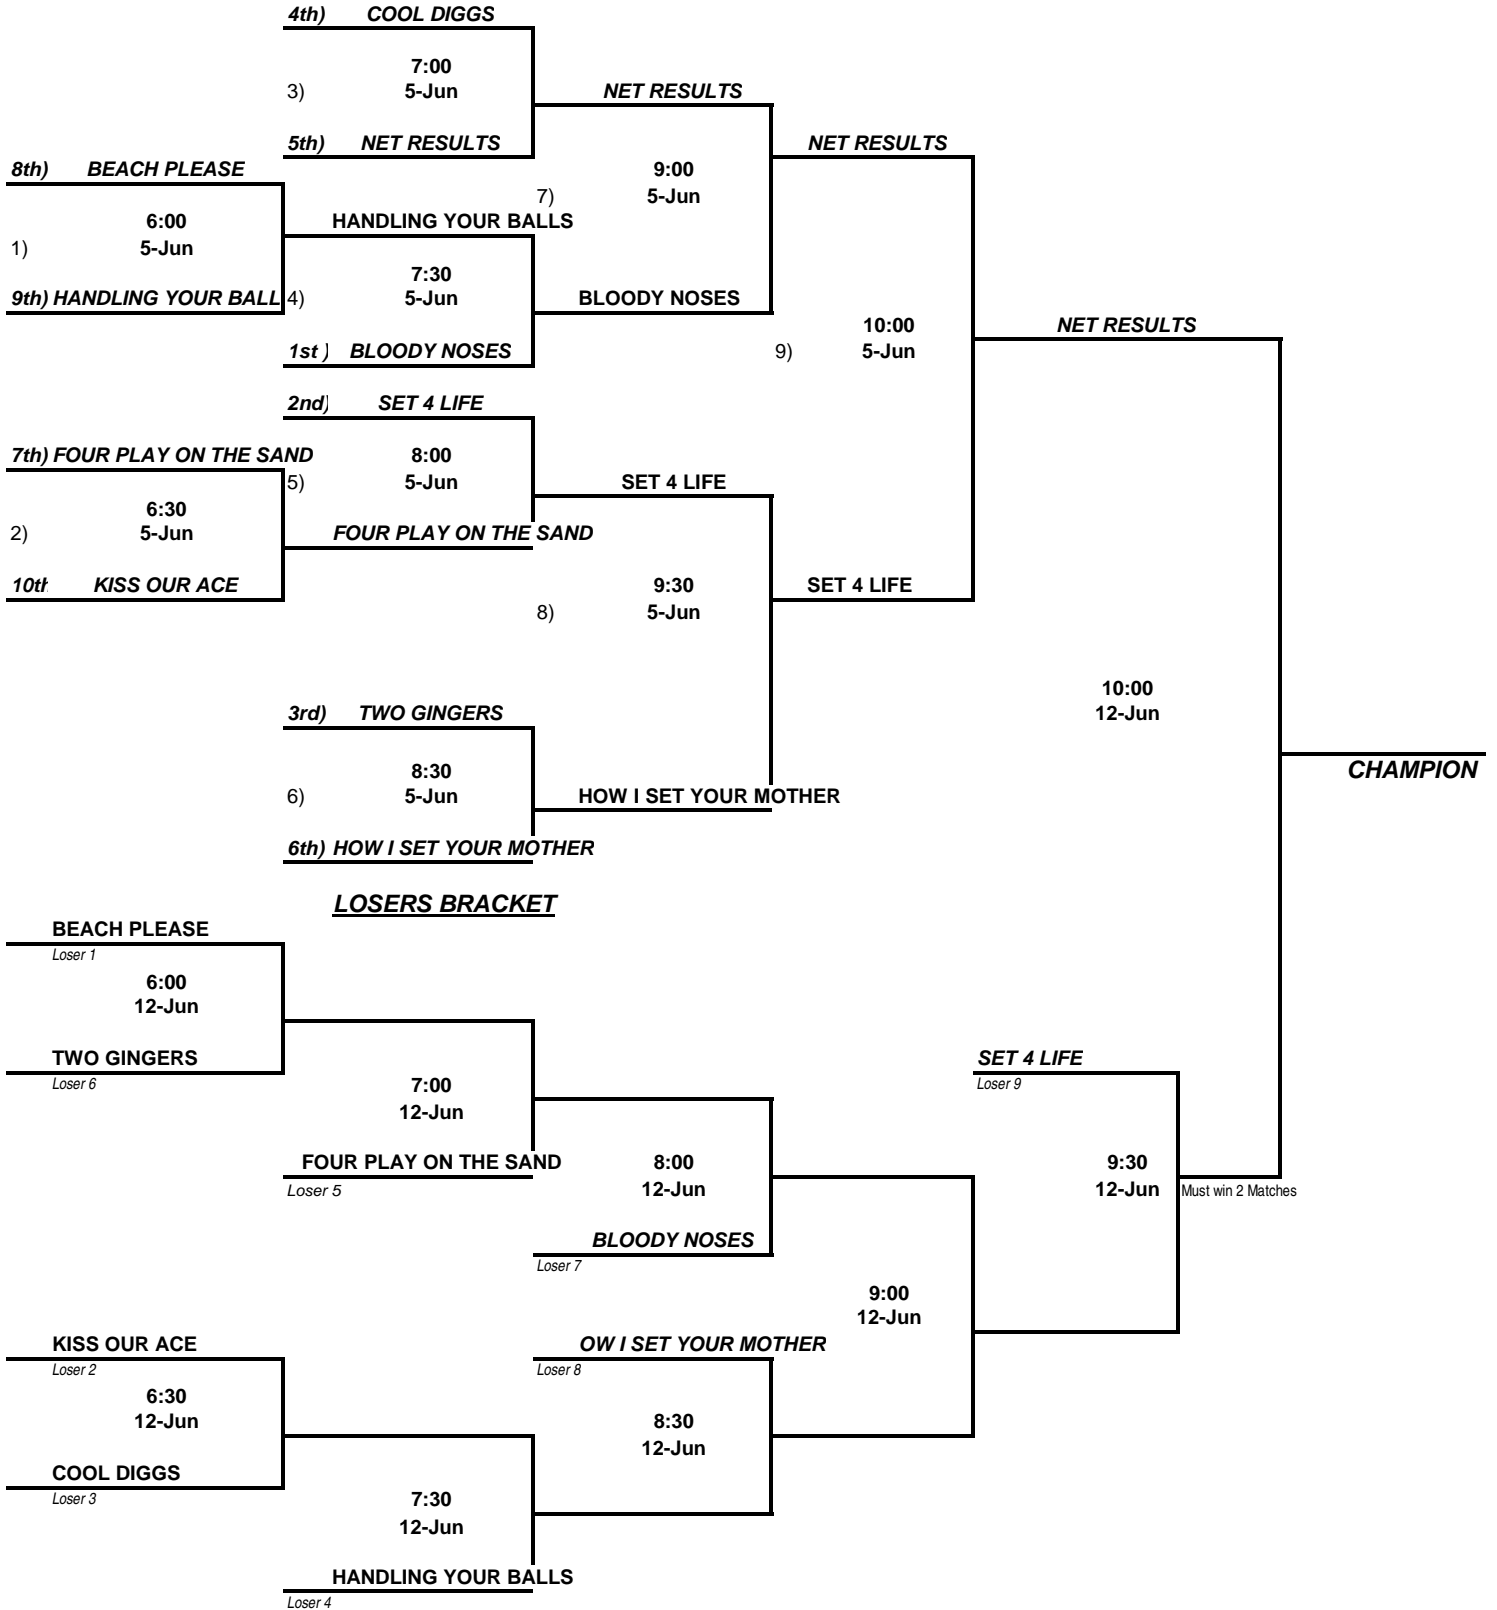 4th) COOL DIGGS
7:00
3) 5-Jun NET RESULTS
5th) NET RESULTS NET RESULTS
8th) BEACH PLEASE 9:00
7) 5-Jun
6:00 HANDLING YOUR BALLS
1) 5-Jun
7:30
9th) HANDLING YOUR BALL 4) 5-Jun BLOODY NOSES
10:00 NET RESULTS
1st ) BLOODY NOSES 9) 5-Jun
2nd) SET 4 LIFE
7th) FOUR PLAY ON THE SAND 8:00
5) 5-Jun SET 4 LIFE
6:30
2) 5-Jun FOUR PLAY ON THE SAND
10th KISS OUR ACE 9:30 SET 4 LIFE
8) 5-Jun
10:00
3rd) TWO GINGERS 12-Jun
8:30 CHAMPION
6) 5-Jun HOW I SET YOUR MOTHER
6th) HOW I SET YOUR MOTHER
LOSERS BRACKET
BEACH PLEASE
Loser 1
6:00
12-Jun
TWO GINGERS SET 4 LIFE
Loser 6 7:00 Loser 9
12-Jun
FOUR PLAY ON THE SAND 8:00 9:30
Loser 5 12-Jun 12-Jun Must win 2 Matches
BLOODY NOSES
Loser 7
9:00
12-Jun
KISS OUR ACE OW I SET YOUR MOTHER
Loser 2 Loser 8
6:30
12-Jun 8:30
12-Jun
COOL DIGGS
Loser 3 7:30
12-Jun
HANDLING YOUR BALLS
Loser 4